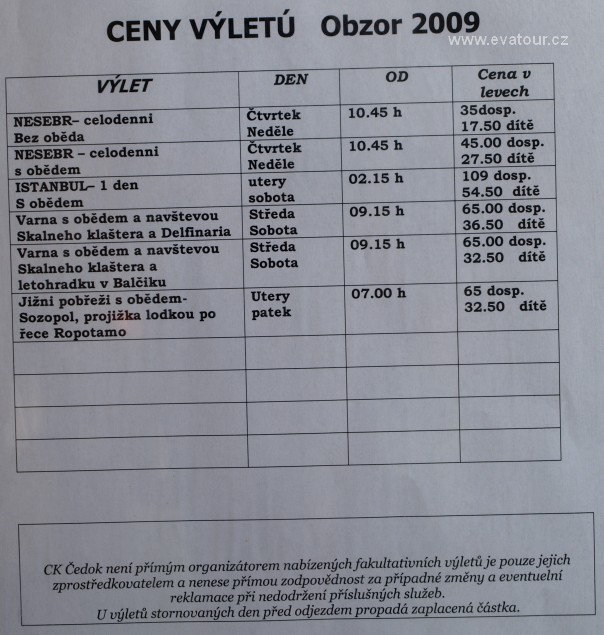 CENY VÝLETŮ Obzor 2009
www.evatour.cz
VÝLET DEN OD Cena v
levech
NESEBR– celodenni Čtvrtek 10.45 h 35dosp.
Bez oběda Neděle 17.50 dítě
NESEBR – celodenni Čtvrtek 10.45 h 45.00 dosp.
s obědem Neděle 27.50 dítě
ISTANBUL– 1 den utery 02.15 h 109 dosp.
S obědem sobota 54.50 dítě
Varna s obědem a navštevou Středa 09.15 h 65.00 dosp.
Skalneho klaštera a Delfinaria Sobota 36.50 dítě
Varna s obědem a navštevou Středa 09.15 h 65.00 dosp.
Skalneho klaštera a Sobota 32.50 dítě
letohradku v Balčiku
Jižni pobřeži s obědem- Utery 07.00 h 65 dosp.
Sozopol, projižka lodkou po patek 32.50 dítě
řece Ropotamo
CK Čedok není přímým organizátorem nabízených fakultativních výletů je pouze jejich
zprostředkovatelem a nenese přímou zodpovědnost za případné změny a eventuelní
reklamace při nedodržení příslušných služeb.
U výletů stornovaných den před odjezdem propadá zaplacená částka.